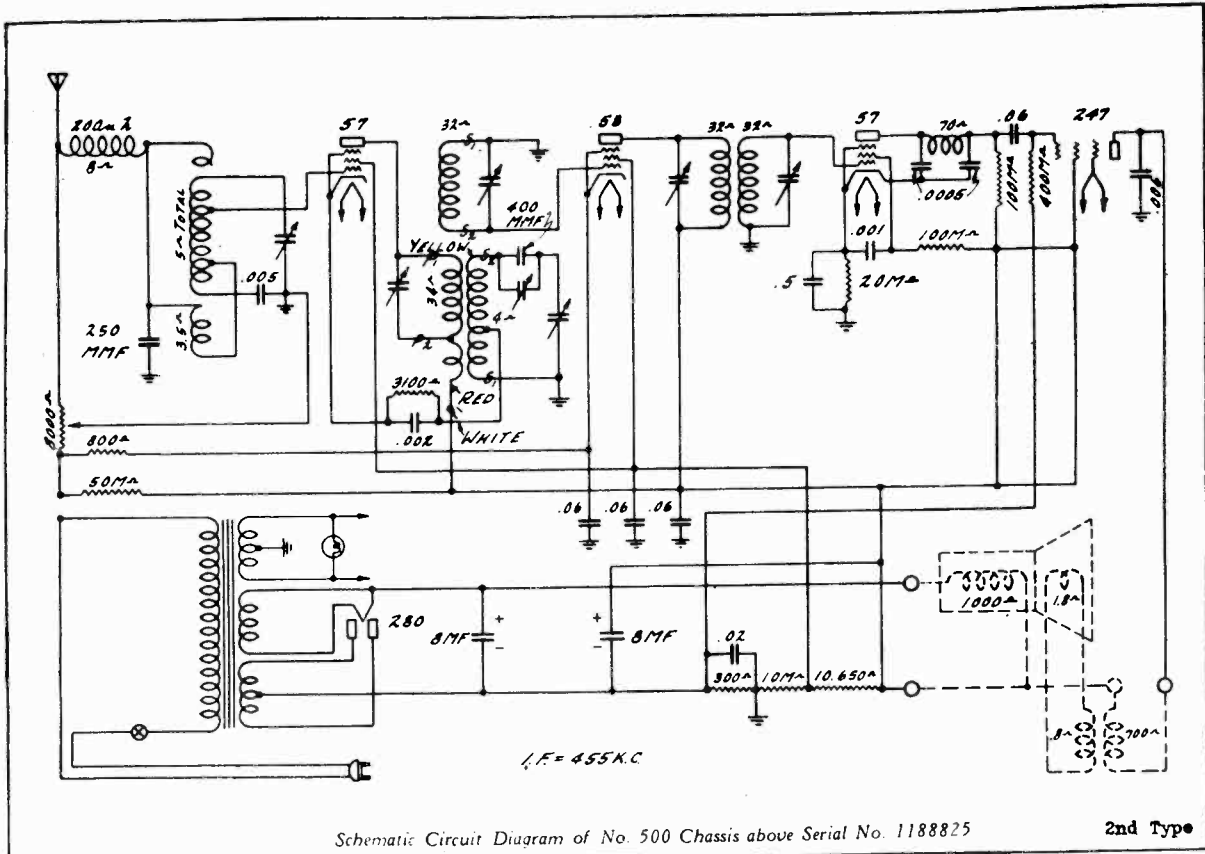 57
32Ω
S₁
58
32Ω
32Ω
57
70Ω
.06
247
8Ω
400
MMF
.0005
100MΩ
400MΩ
.006
5Ω TOTAL
S₂
YELLOW
S₂
.001
100MΩ
.005
34Ω
4Ω
.5
20MΩ
250
MMF
3.5Ω
P₂
3100Ω
RED
S₁
.002
WHITE
8000Ω
800Ω
50MΩ
.06
.06
.06
280
8MF
+
-
8MF
+
-
.02
300Ω
10MΩ
10.650Ω
1000Ω
1.8Ω
.8Ω
700Ω
I.F. = 455 K.C.
Schematic Circuit Diagram of No. 500 Chassis above Serial No. 1188825
2nd Type